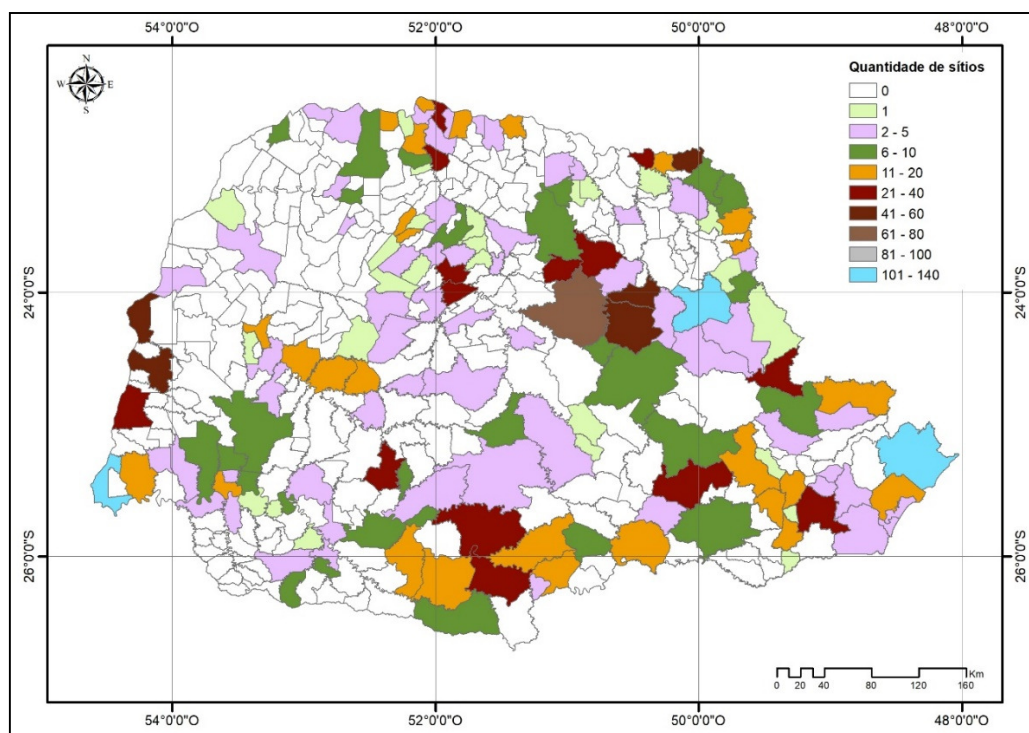 54°0'0"O 52°0'0"O 50°0'0"O 48°0'0"O
N
W E
S
Quantidade de sítios
0
1
2 - 5
6 - 10
11 - 20
21 - 40
41 - 60
61 - 80
81 - 100
101 - 140
24°0'0"S 24°0'0"S
26°0'0"S 26°0'0"S
Km
0 20 40 80 120 160
54°0'0"O 52°0'0"O 50°0'0"O 48°0'0"O